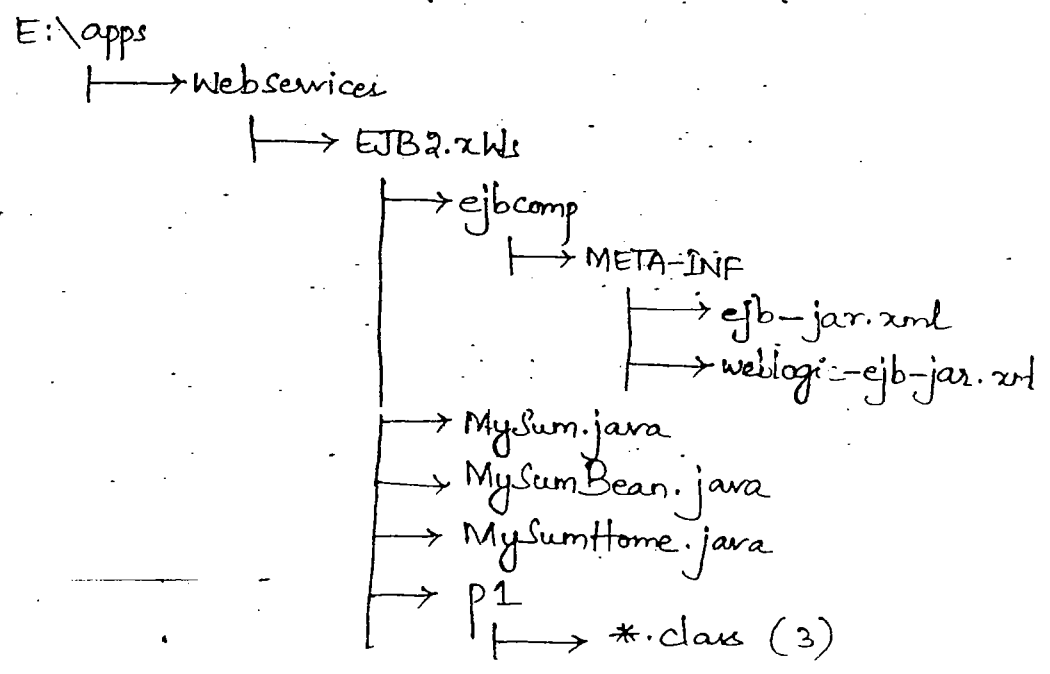 E:\apps
Webservices
EJB2.xWs
ejbcomp
META-INF
ejb-jar.xml
weblogic-ejb-jar.xml
MySum.java
MySumBean.java
MySumHome.java
p1
*.class (3)